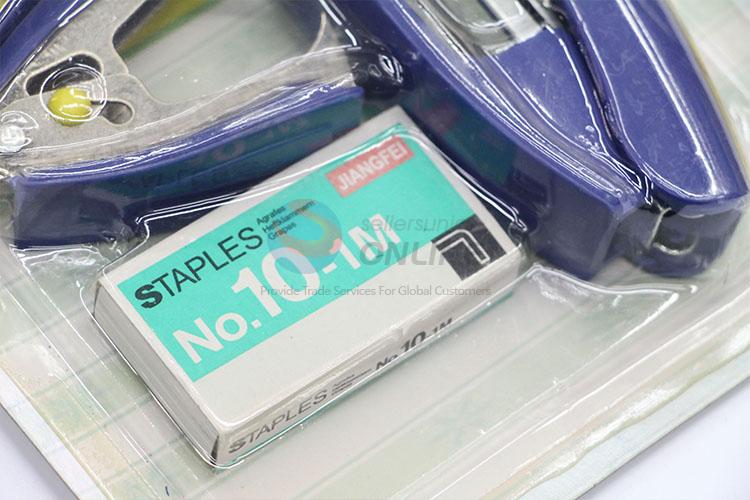 JIANGFEI
STAPLES
Agrafes
Heftklammern
Grapas
No.10-1M
STAPLES
No.10-1M
sellersunion
ONLINE
Provide Trade Services For Global Customers